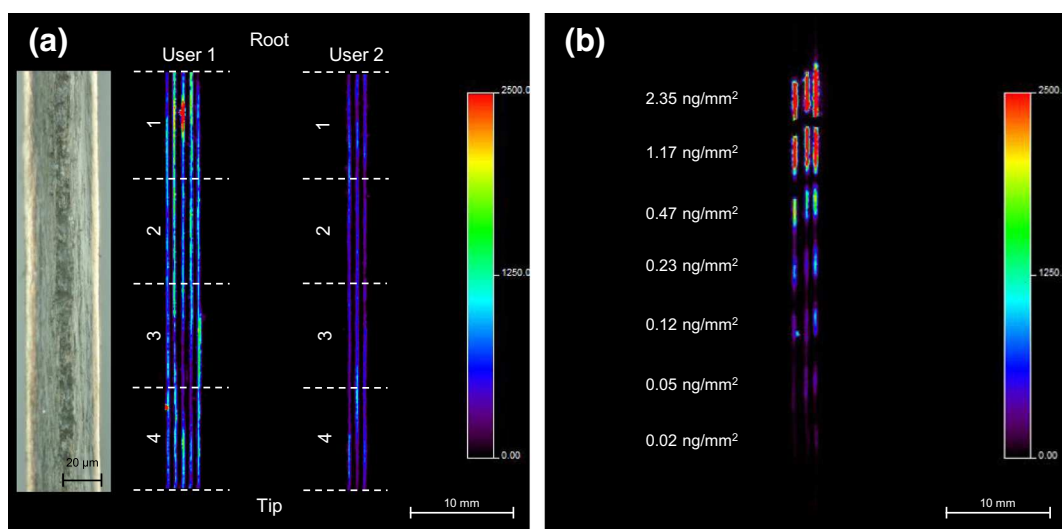 (a)
Root
User 1
User 2
1
2
3
4
1
2
3
4
20 µm
Tip
10 mm
2500.0
1250.0
0.00
(b)
2.35 ng/mm²
1.17 ng/mm²
0.47 ng/mm²
0.23 ng/mm²
0.12 ng/mm²
0.05 ng/mm²
0.02 ng/mm²
10 mm
2500.0
1250.0
0.00